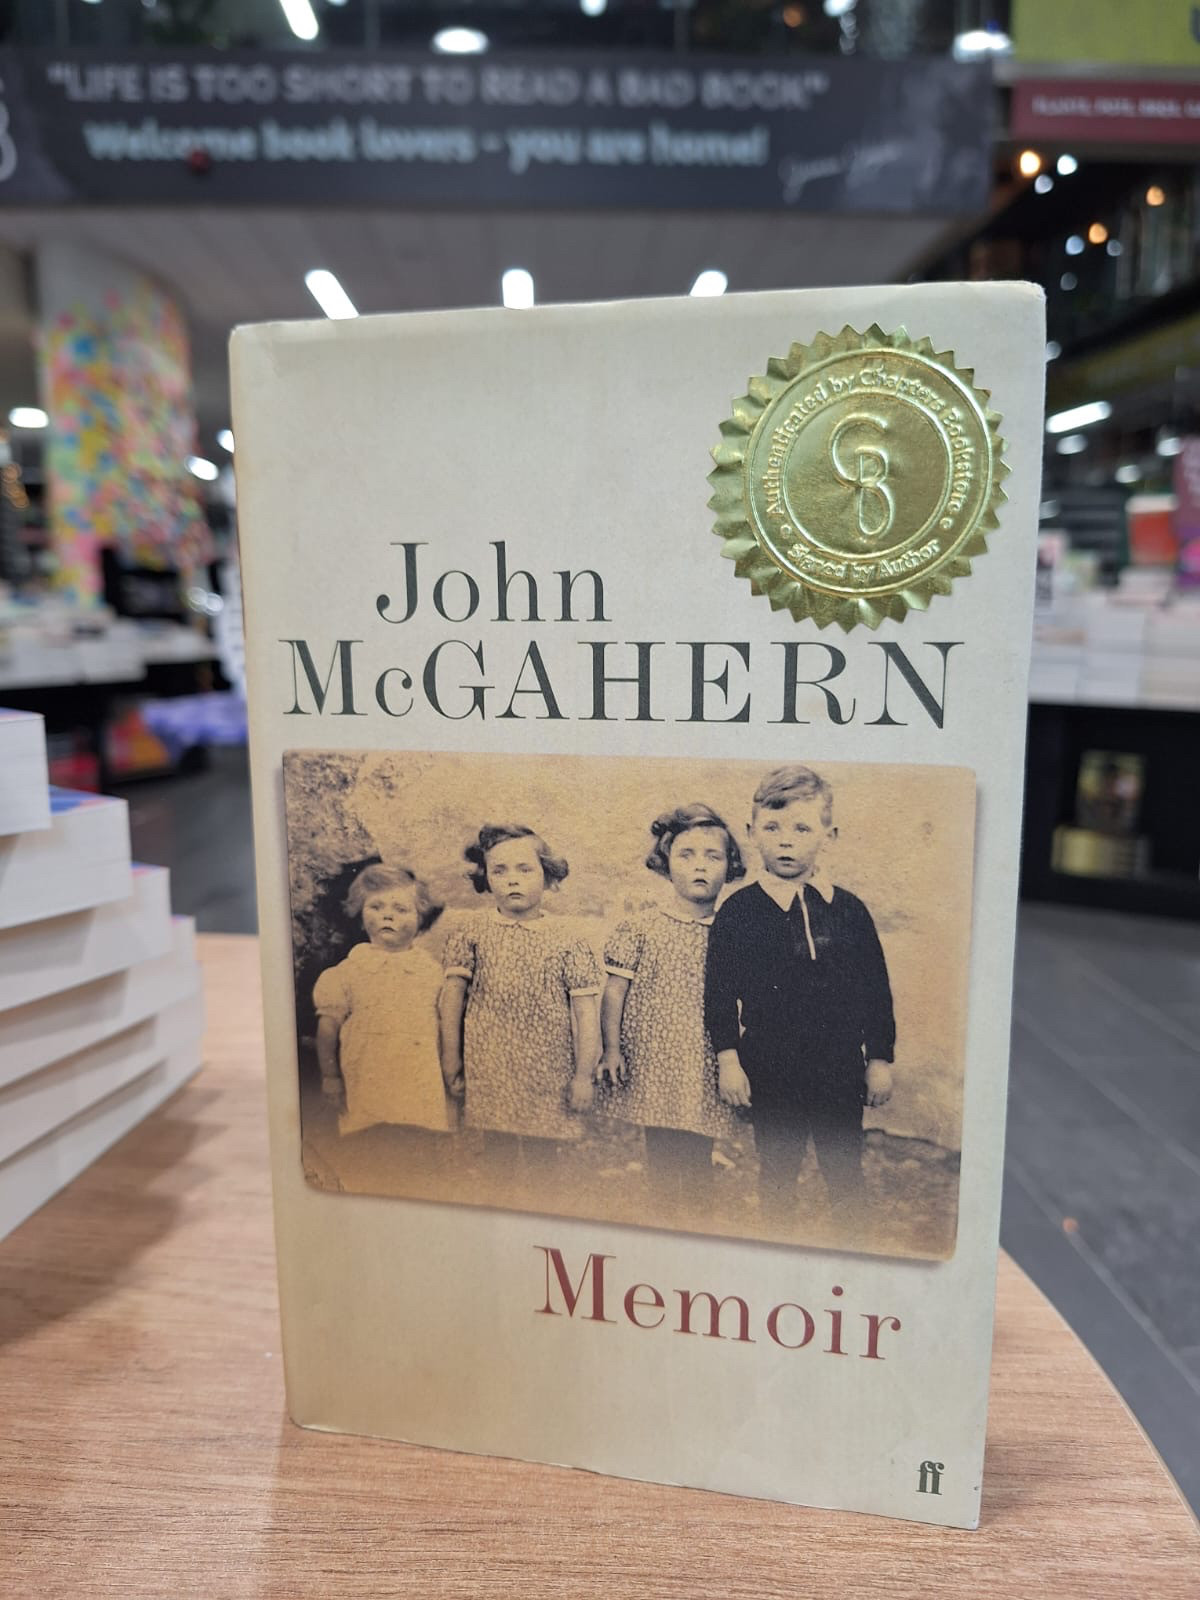 "LIFE IS TOO SHORT TO READ A BAD BOOK"
Welcome book lovers - you are home!
Authenticated by Chapters Bookstore
CB
Signed by Author
John
McGAHERN
Memoir
ff